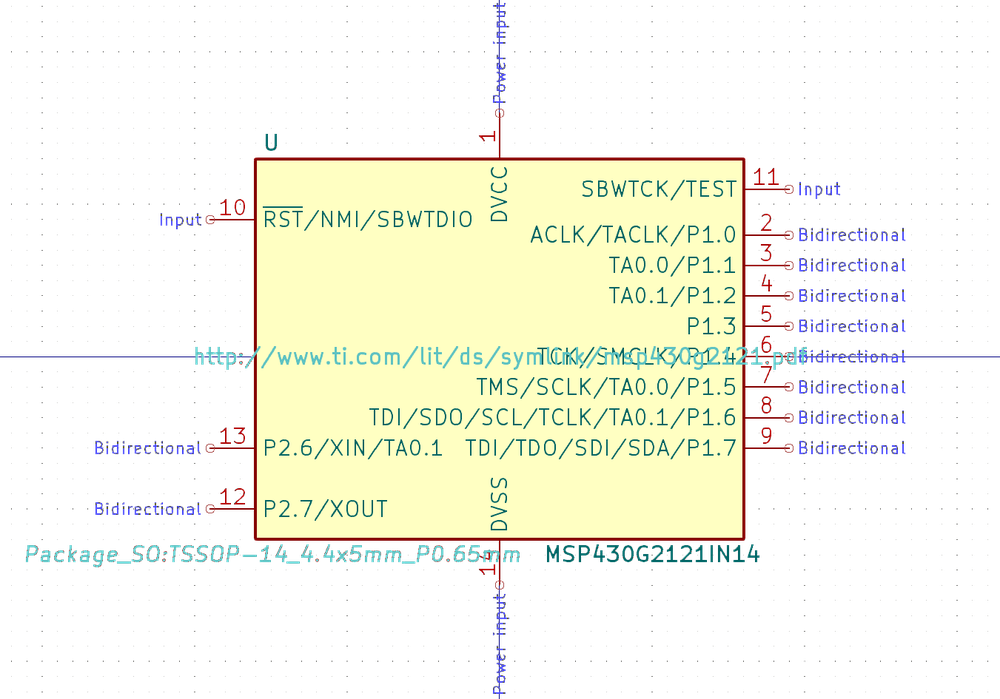 Power input
1
U
DVCC
SBWTCK/TEST 11 Input
Input 10 RST/NMI/SBWTDIO
ACLK/TACLK/P1.0 2 Bidirectional
TA0.0/P1.1 3 Bidirectional
TA0.1/P1.2 4 Bidirectional
P1.3 5 Bidirectional
http://www.ti.com/lit/ds/symlink/msp430g2121.pdf
TCK/SMCLK/P1.4 6 Bidirectional
TMS/SCLK/TA0.0/P1.5 7 Bidirectional
TDI/SDO/SCL/TCLK/TA0.1/P1.6 8 Bidirectional
Bidirectional 13 P2.6/XIN/TA0.1 TDI/TDO/SDI/SDA/P1.7 9 Bidirectional
DVSS
Bidirectional 12 P2.7/XOUT
Package_SO:TSSOP-14_4.4x5mm_P0.65mm MSP430G2121IN14
14
Power input